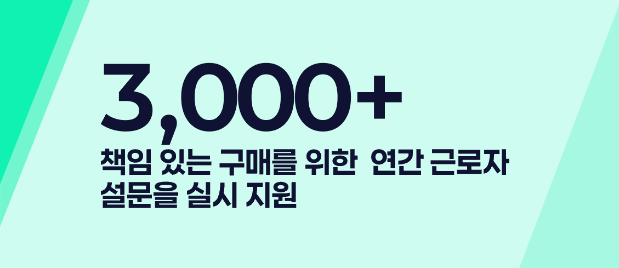 3,000+
책임 있는 구매를 위한 연간 근로자
설문을 실시 지원